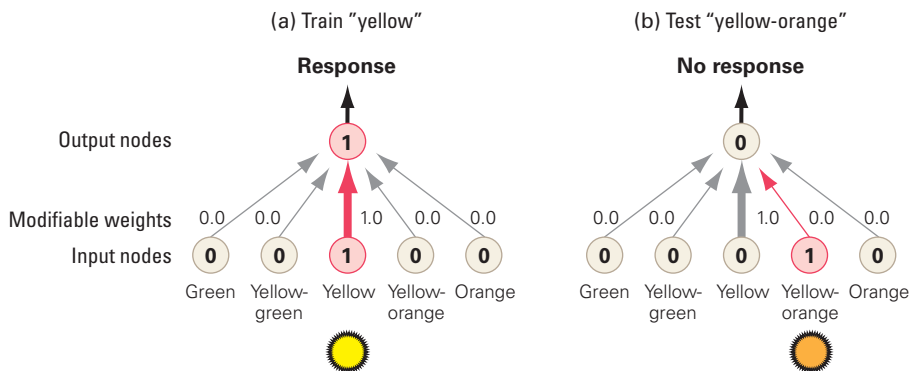 (a) Train ”yellow”
(b) Test “yellow-orange”
Response
No response
Output nodes
1
0
Modifiable weights
0.0 0.0 1.0 0.0 0.0
0.0 0.0 1.0 0.0 0.0
Input nodes
0 0 1 0 0
0 0 0 1 0
Green Yellow-green Yellow Yellow-orange Orange
Green Yellow-green Yellow Yellow-orange Orange